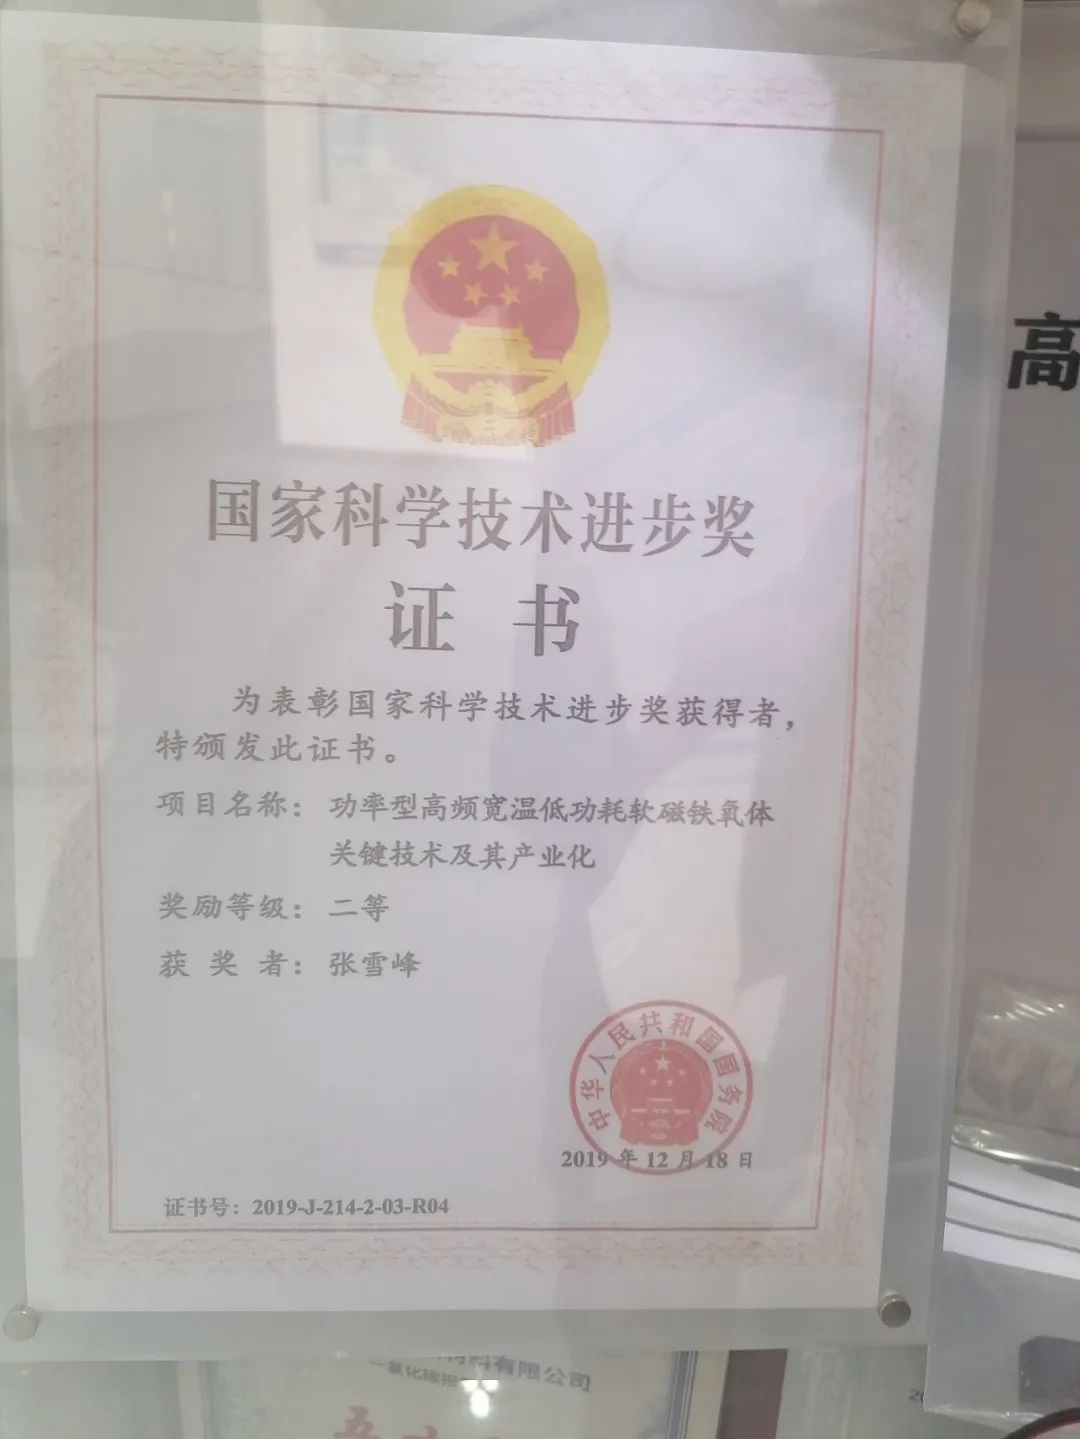 国家科学技术进步奖
证 书
为表彰国家科学技术进步奖获得者，
特颁发此证书。
项目名称： 功率型高频宽温低功耗软磁铁氧体
关键技术及其产业化
奖励等级： 二等
获 奖 者： 张雪峰
中华人民共和国国务院
2019 年 12 月 18 日
证书号： 2019-J-214-2-03-R04
高
料有限公司